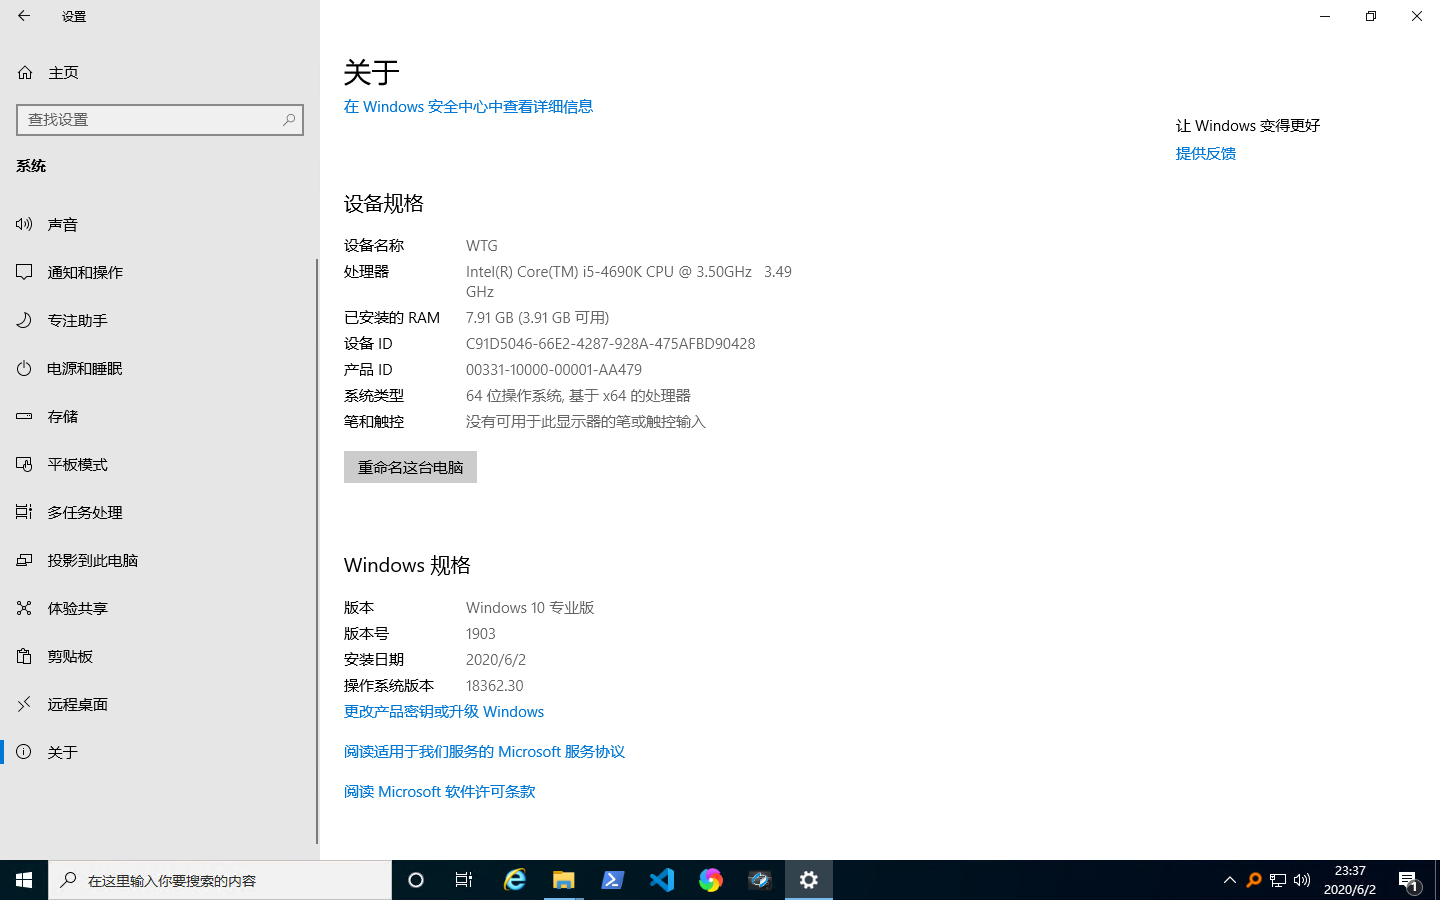 设置
主页
查找设置
系统
声音
通知和操作
专注助手
电源和睡眠
存储
平板模式
多任务处理
投影到此电脑
体验共享
剪贴板
远程桌面
关于
关于
在 Windows 安全中心中查看详细信息
设备规格
设备名称 WTG
处理器 Intel(R) Core(TM) i5-4690K CPU @ 3.50GHz 3.49
GHz
已安装的 RAM 7.91 GB (3.91 GB 可用)
设备 ID C91D5046-66E2-4287-928A-475AFBD90428
产品 ID 00331-10000-00001-AA479
系统类型 64 位操作系统, 基于 x64 的处理器
笔和触控 没有可用于此显示器的笔或触控输入
重命名这台电脑
Windows 规格
版本 Windows 10 专业版
版本号 1903
安装日期 2020/6/2
操作系统版本 18362.30
更改产品密钥或升级 Windows
阅读适用于我们服务的 Microsoft 服务协议
阅读 Microsoft 软件许可条款
让 Windows 变得更好
提供反馈
在这里输入你要搜索的内容
23:37
2020/6/2
1